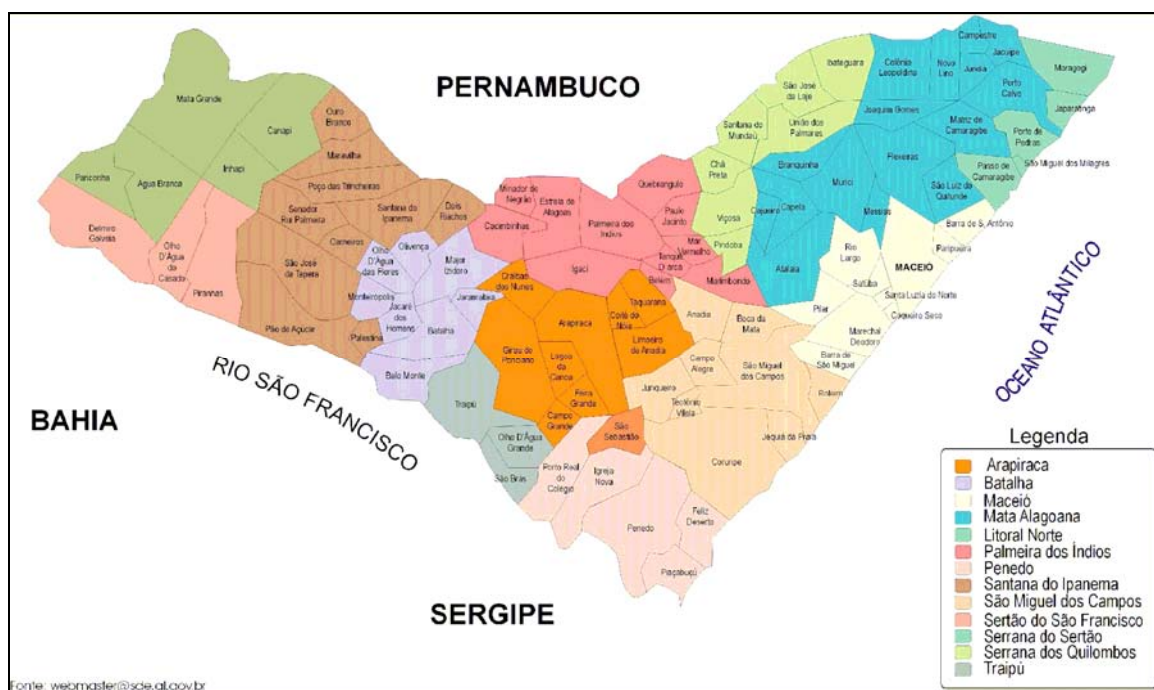 PERNAMBUCO
BAHIA
SERGIPE
RIO SÃO FRANCISCO
OCEANO ATLÂNTICO
Mata Grande
Canapi
Inhapi
Pariconha
Agua Branca
Delmiro
Olho
D'Água
do
Casado
Piranhas
Ouro
Branco
Maravilha
Poço das Trincheiras
Senador
Rui Palmeira
Santana do
Ipanema
Dois
Riachos
Carneiros
São José
da Tapera
Pão de Açúcar
Palestina
Olho
D'Água
das Flores
Olivença
Major
Izidoro
Monteiropolis
Jacaré
dos
Homens
Jaramataia
Batalha
Belo Monte
Traipú
Olho D'Água
Grande
São Brás
Minador de
Negrão
Estrela de
Alagoas
Cacimbinhas
Palmeira dos
Índios
Quebrangulo
Paulo
Jacinto
Mar
Vermelho
Tanque
D'arca
Belém
Igaci
Marimbondo
Craíbas
dos Nunes
Arapiraca
Taquarana
Coité do
Nóia
Limoeiro
de Anadia
Girau de
Ponciano
Lagoa
da
Canoa
Feira
Grande
Campo
Grande
São
Sebastião
Porto Real
do
Colégio
Igreja
Nova
Penedo
Feliz
Deserto
Piaçabuçú
Anadia
Boca da
Mata
Campo
Alegre
São Miguel
dos Campos
Junqueiro
Teotônio
Vilela
Coruripe
Jequiá da Praia
Roteiro
Chã
Preta
Viçosa
Pindoba
Santana do
Mundaú
São José
da Laje
Ibateguara
União dos
Palmares
Colônia
Leopoldina
Novo
Lino
Campestre
Jacuipe
Jundiá
Porto
Calvo
Joaquim Gomes
Matriz de
Camaragibe
Flexeiras
São Luiz do
Quitunde
Branquinha
Murici
Messias
Cajueiro
Capela
Atalaia
Maragogi
Japaratinga
Porto de
Pedras
Passo de
Camaragibe
São Miguel dos Milagres
Barra de S. Antônio
Paripueira
MACEIÓ
Rio
Largo
Satuba
Santa Luzia do Norte
Coqueiro Seco
Pilar
Marechal
Deodoro
Barra de
São Miguel
Legenda
Arapiraca
Batalha
Maceió
Mata Alagoana
Litoral Norte
Palmeira dos Índios
Penedo
Santana do Ipanema
São Miguel dos Campos
Sertão do São Francisco
Serrana do Sertão
Serrana dos Quilombos
Traipú
Fonte: webmaster@sde.al.gov.br